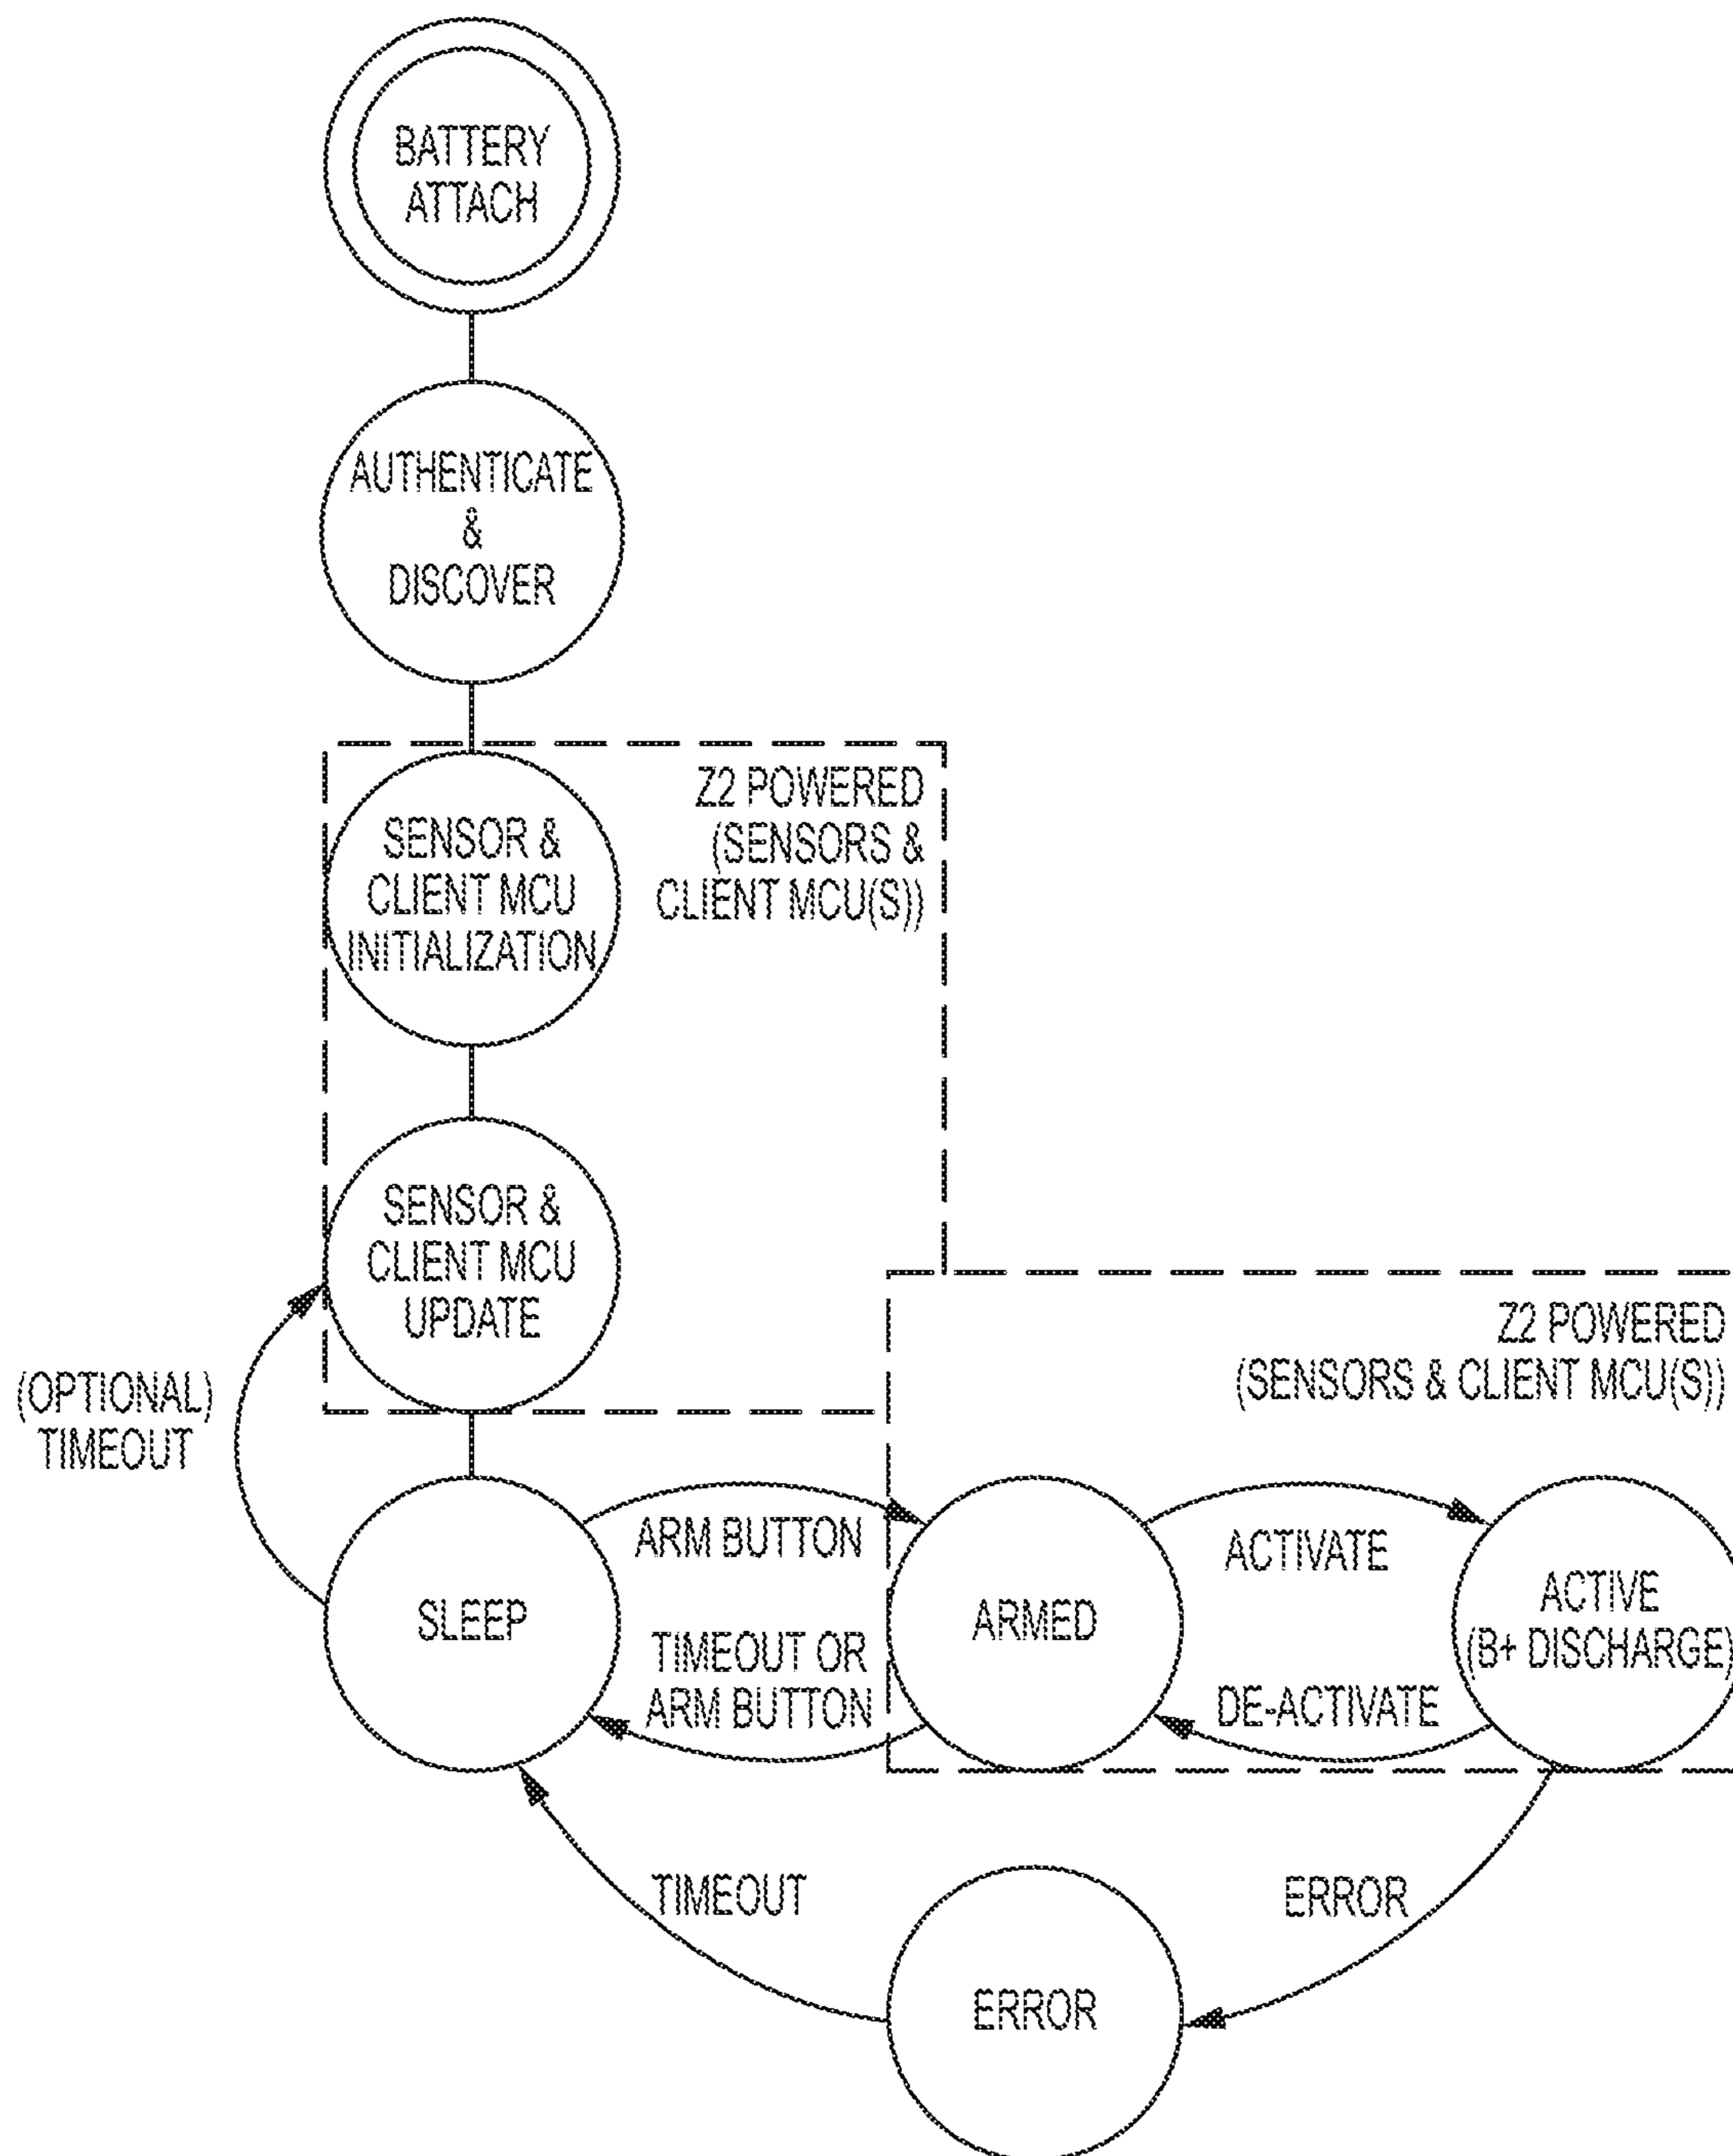 BATTERY
ATTACH
AUTHENTICATE
&
DISCOVER
Z2 POWERED
(SENSORS &
CLIENT MCU(S))
SENSOR &
CLIENT MCU
INITIALIZATION
SENSOR &
CLIENT MCU
UPDATE
(OPTIONAL)
TIMEOUT
Z2 POWERED
(SENSORS & CLIENT MCU(S))
SLEEP
ARM BUTTON
TIMEOUT OR
ARM BUTTON
ARMED
ACTIVATE
DE-ACTIVATE
ACTIVE
(B+ DISCHARGE)
TIMEOUT
ERROR
ERROR